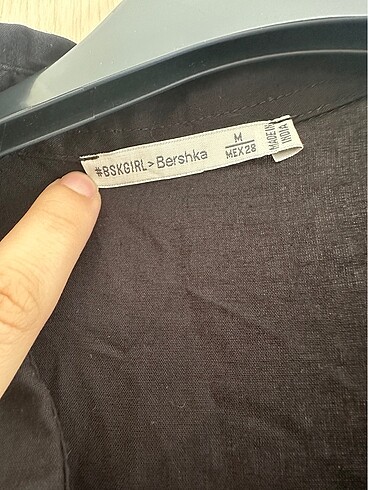 #BSKGIRL > Bershka
M
MEX 28
MADE IN
INDIA